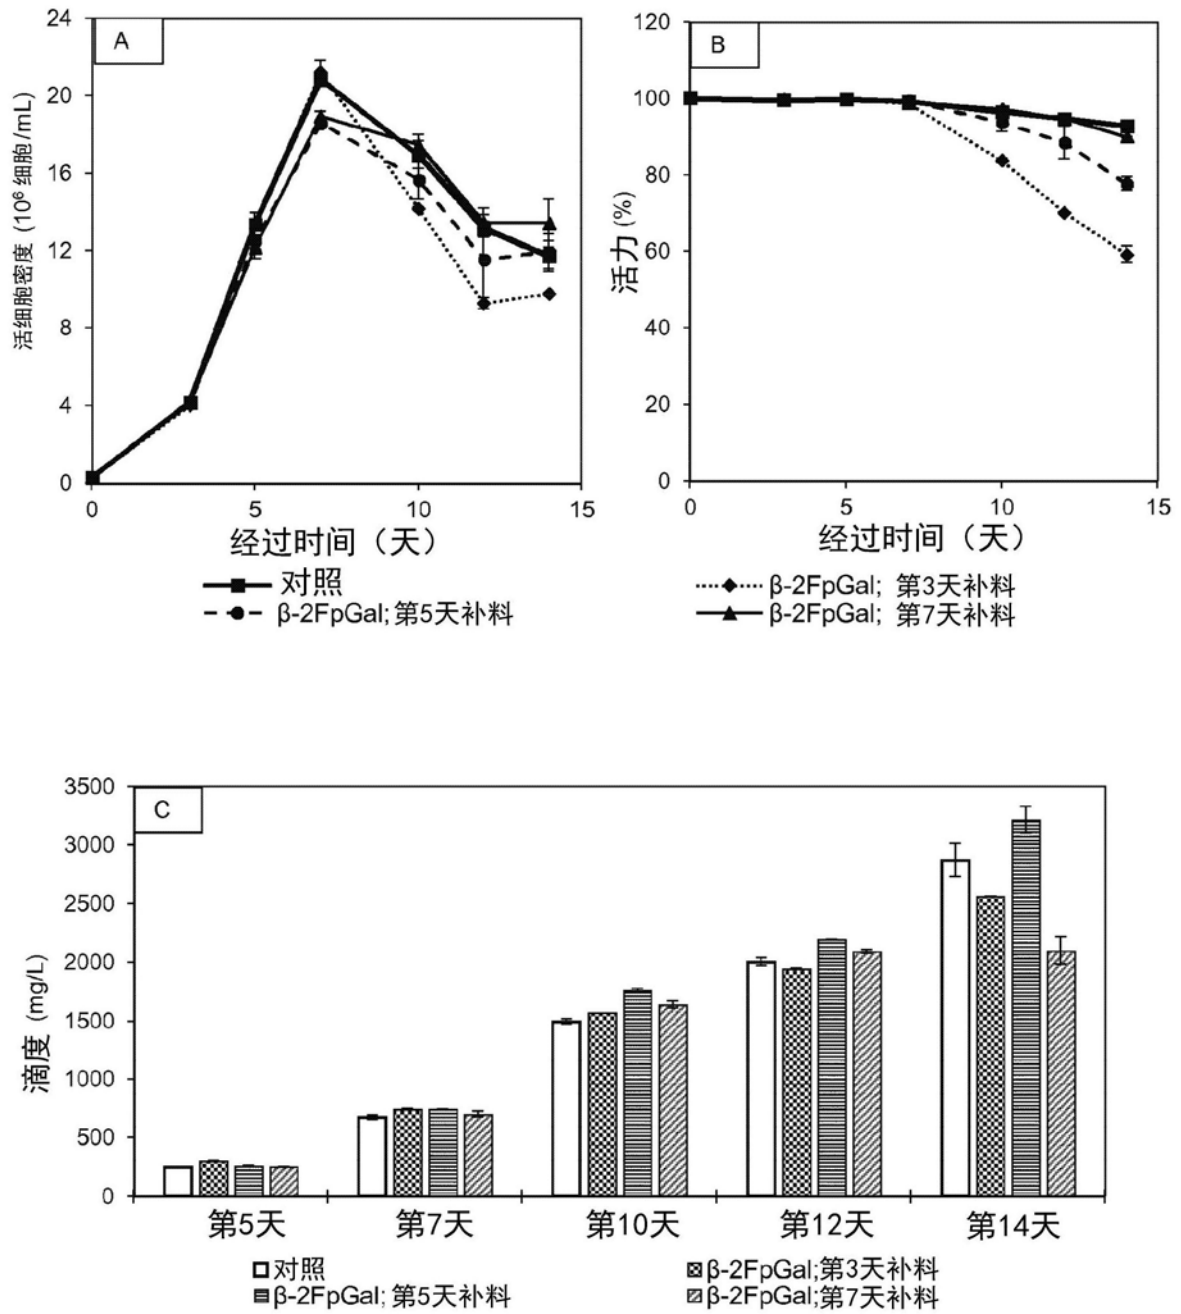 A
24
20
16
12
8
4
0
活细胞密度 (10⁶ 细胞/mL)
0 5 10 15
经过时间（天）
B
120
100
80
60
40
20
0
活力 (%)
0 5 10 15
经过时间（天）
对照
β-2FpGal; 第3天补料
β-2FpGal; 第5天补料
β-2FpGal; 第7天补料
C
3500
3000
2500
2000
1500
1000
500
0
滴度 (mg/L)
第5天 第7天 第10天 第12天 第14天
对照
β-2FpGal;第3天补料
β-2FpGal; 第5天补料
β-2FpGal;第7天补料